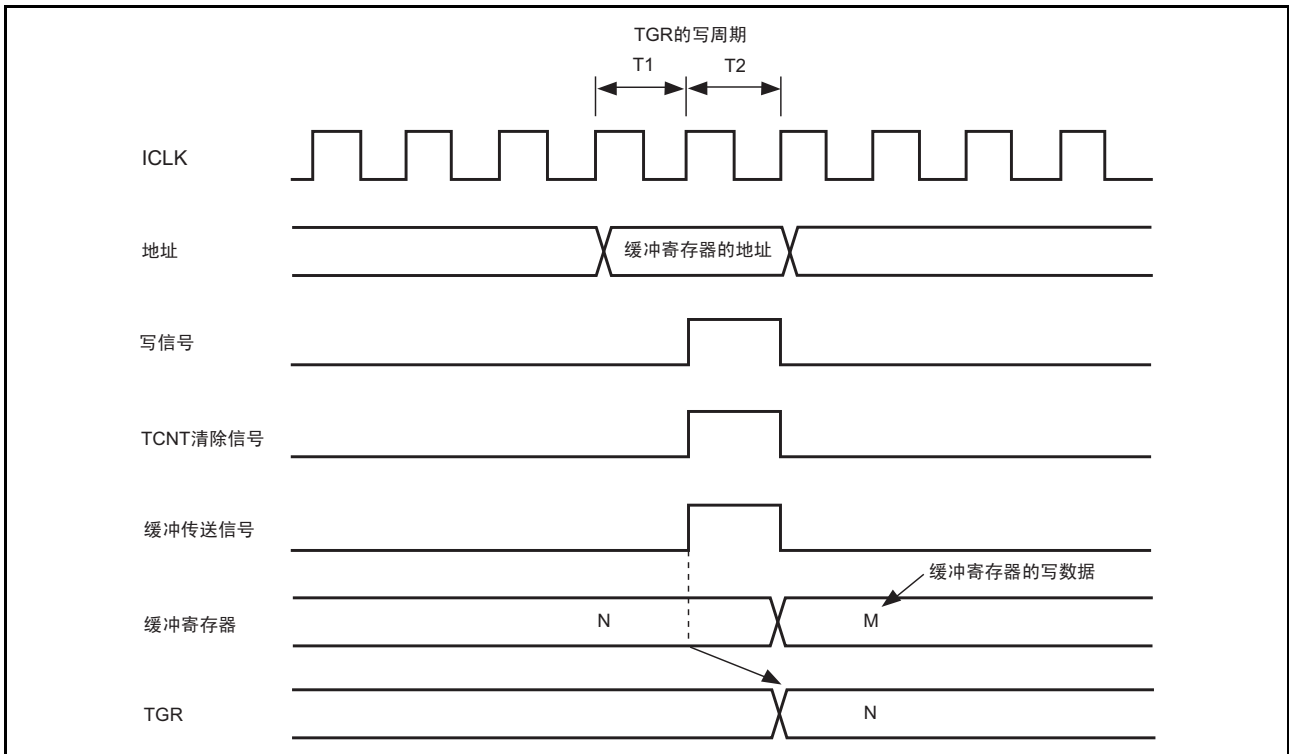 TGR的写周期
T1 T2
ICLK
地址
缓冲寄存器的地址
写信号
TCNT清除信号
缓冲传送信号
缓冲寄存器的写数据
缓冲寄存器
N M
TGR
N